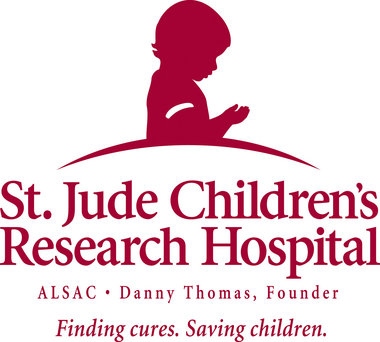 St. Jude Children's
Research Hospital
ALSAC • Danny Thomas, Founder
Finding cures. Saving children.